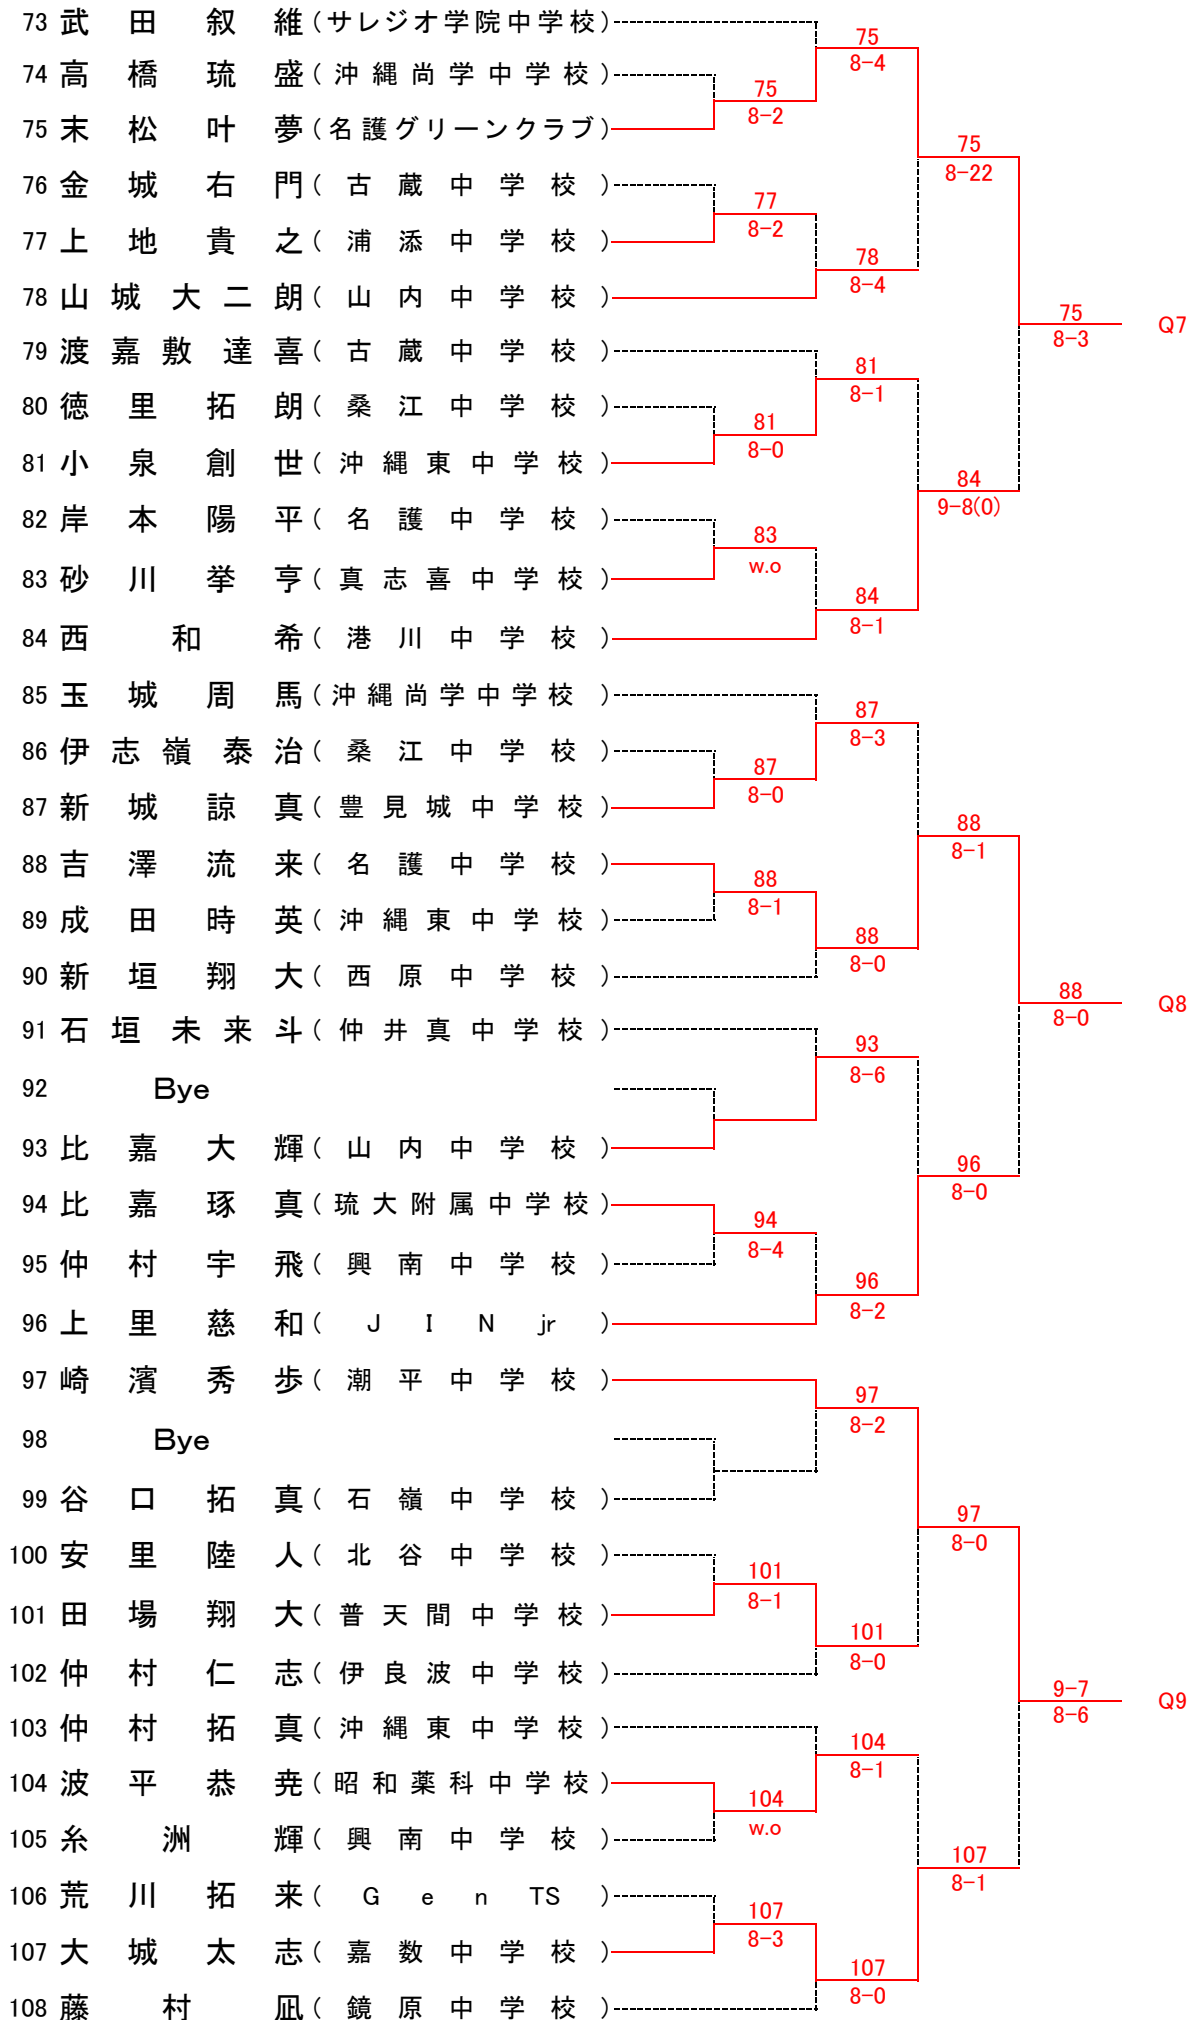 73 武田叙維(サレジオ学院中学校)
75
8-4
74 高橋琉盛(沖縄尚学中学校)
75
8-2
75 末松叶夢(名護グリーンクラブ)
75
8-22
76 金城右門(古蔵中学校)
77
8-2
77 上地貴之(浦添中学校)
78
8-4
78 山城大二朗(山内中学校)
75
8-3
Q7
79 渡嘉敷達喜(古蔵中学校)
81
8-1
80 徳里拓朗(桑江中学校)
81
8-0
81 小泉創世(沖縄東中学校)
84
9-8(0)
82 岸本陽平(名護中学校)
83
w.o
83 砂川挙亨(真志喜中学校)
84
8-1
84 西和希(港川中学校)
85 玉城周馬(沖縄尚学中学校)
87
8-3
86 伊志嶺泰治(桑江中学校)
87
8-0
87 新城諒真(豊見城中学校)
88
8-1
88 吉澤流来(名護中学校)
88
8-1
89 成田時英(沖縄東中学校)
88
8-0
90 新垣翔大(西原中学校)
88
8-0
Q8
91 石垣未来斗(仲井真中学校)
93
8-6
92 Bye
93 比嘉大輝(山内中学校)
96
8-0
94 比嘉琢真(琉大附属中学校)
94
8-4
95 仲村宇飛(興南中学校)
96
8-2
96 上里慈和(JIN jr)
97 崎濱秀歩(潮平中学校)
97
8-2
98 Bye
99 谷口拓真(石嶺中学校)
97
8-0
100 安里陸人(北谷中学校)
101
8-1
101 田場翔大(普天間中学校)
101
8-0
102 仲村仁志(伊良波中学校)
9-7
8-6
Q9
103 仲村拓真(沖縄東中学校)
104
8-1
104 波平恭尭(昭和薬科中学校)
104
w.o
105 糸洲輝(興南中学校)
107
8-1
106 荒川拓来(Gen TS)
107
8-3
107 大城太志(嘉数中学校)
107
8-0
108 藤村凪(鏡原中学校)